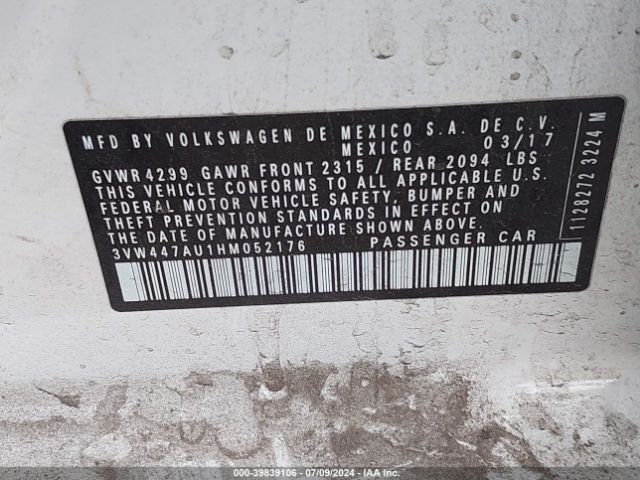 MFD BY VOLKSWAGEN DE MEXICO S.A. DE C.V.
MEXICO 03/17
GVWR 4299 GAWR FRONT 2315 / REAR 2094 LBS
THIS VEHICLE CONFORMS TO ALL APPLICABLE U.S.
FEDERAL MOTOR VEHICLE SAFETY, BUMPER AND
THEFT PREVENTION STANDARDS IN EFFECT ON
THE DATE OF MANUFACTURE SHOWN ABOVE.
3VW447AU1HM052176 PASSENGER CAR
1128272 3224 M
© 39839106 - 07/09/2024 - IAA Inc.